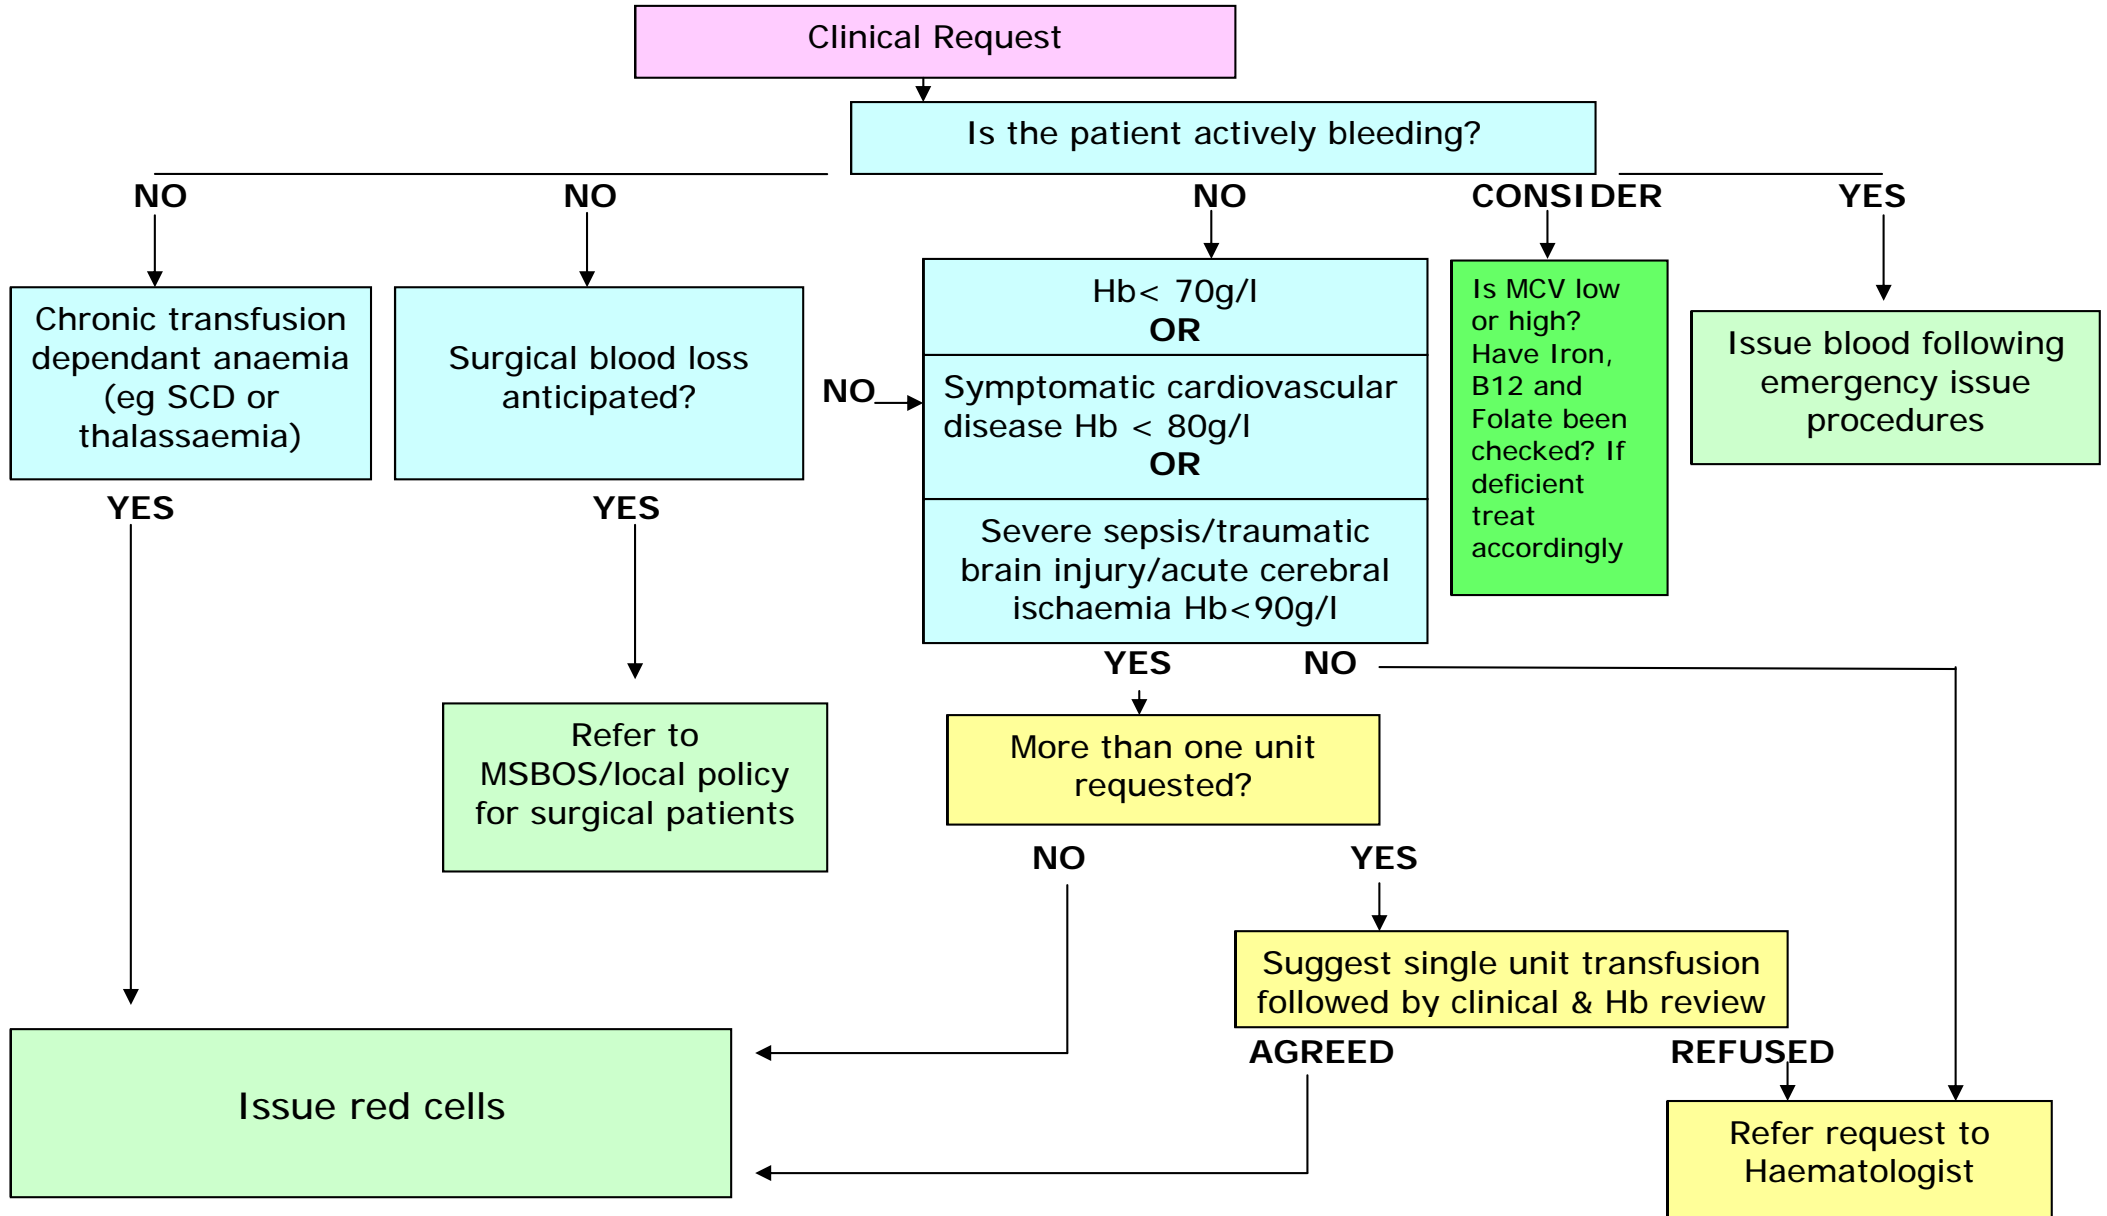 Clinical Request
Is the patient actively bleeding?
NO
NO
NO
CONSIDER
YES
Chronic transfusion
dependant anaemia
(eg SCD or
thalassaemia)
Surgical blood loss
anticipated?
NO
Hb< 70g/l
OR
Symptomatic cardiovascular
disease Hb < 80g/l
OR
Severe sepsis/traumatic
brain injury/acute cerebral
ischaemia Hb<90g/l
Is MCV low
or high?
Have Iron,
B12 and
Folate been
checked? If
deficient
treat
accordingly
Issue blood following
emergency issue
procedures
YES
YES
YES
NO
Refer to
MSBOS/local policy
for surgical patients
More than one unit
requested?
NO
YES
Suggest single unit transfusion
followed by clinical & Hb review
AGREED
REFUSED
Issue red cells
Refer request to
Haematologist